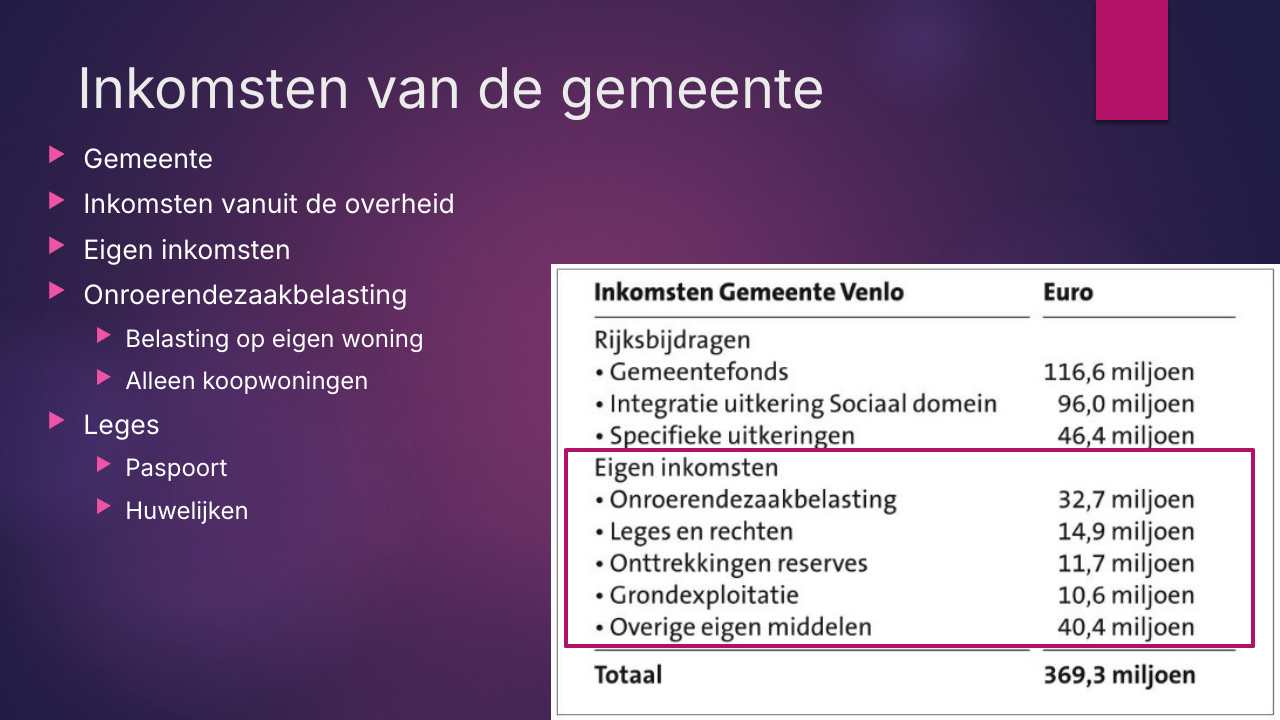 Inkomsten van de gemeente
Gemeente
Inkomsten vanuit de overheid
Eigen inkomsten
Onroerendezaakbelasting
Belasting op eigen woning
Alleen koopwoningen
Leges
Paspoort
Huwelijken
Inkomsten Gemeente Venlo Euro
Rijksbijdragen
• Gemeentefonds 116,6 miljoen
• Integratie uitkering Sociaal domein 96,0 miljoen
• Specifieke uitkeringen 46,4 miljoen
Eigen inkomsten
• Onroerendezaakbelasting 32,7 miljoen
• Leges en rechten 14,9 miljoen
• Onttrekkingen reserves 11,7 miljoen
• Grondexploitatie 10,6 miljoen
• Overige eigen middelen 40,4 miljoen
Totaal 369,3 miljoen